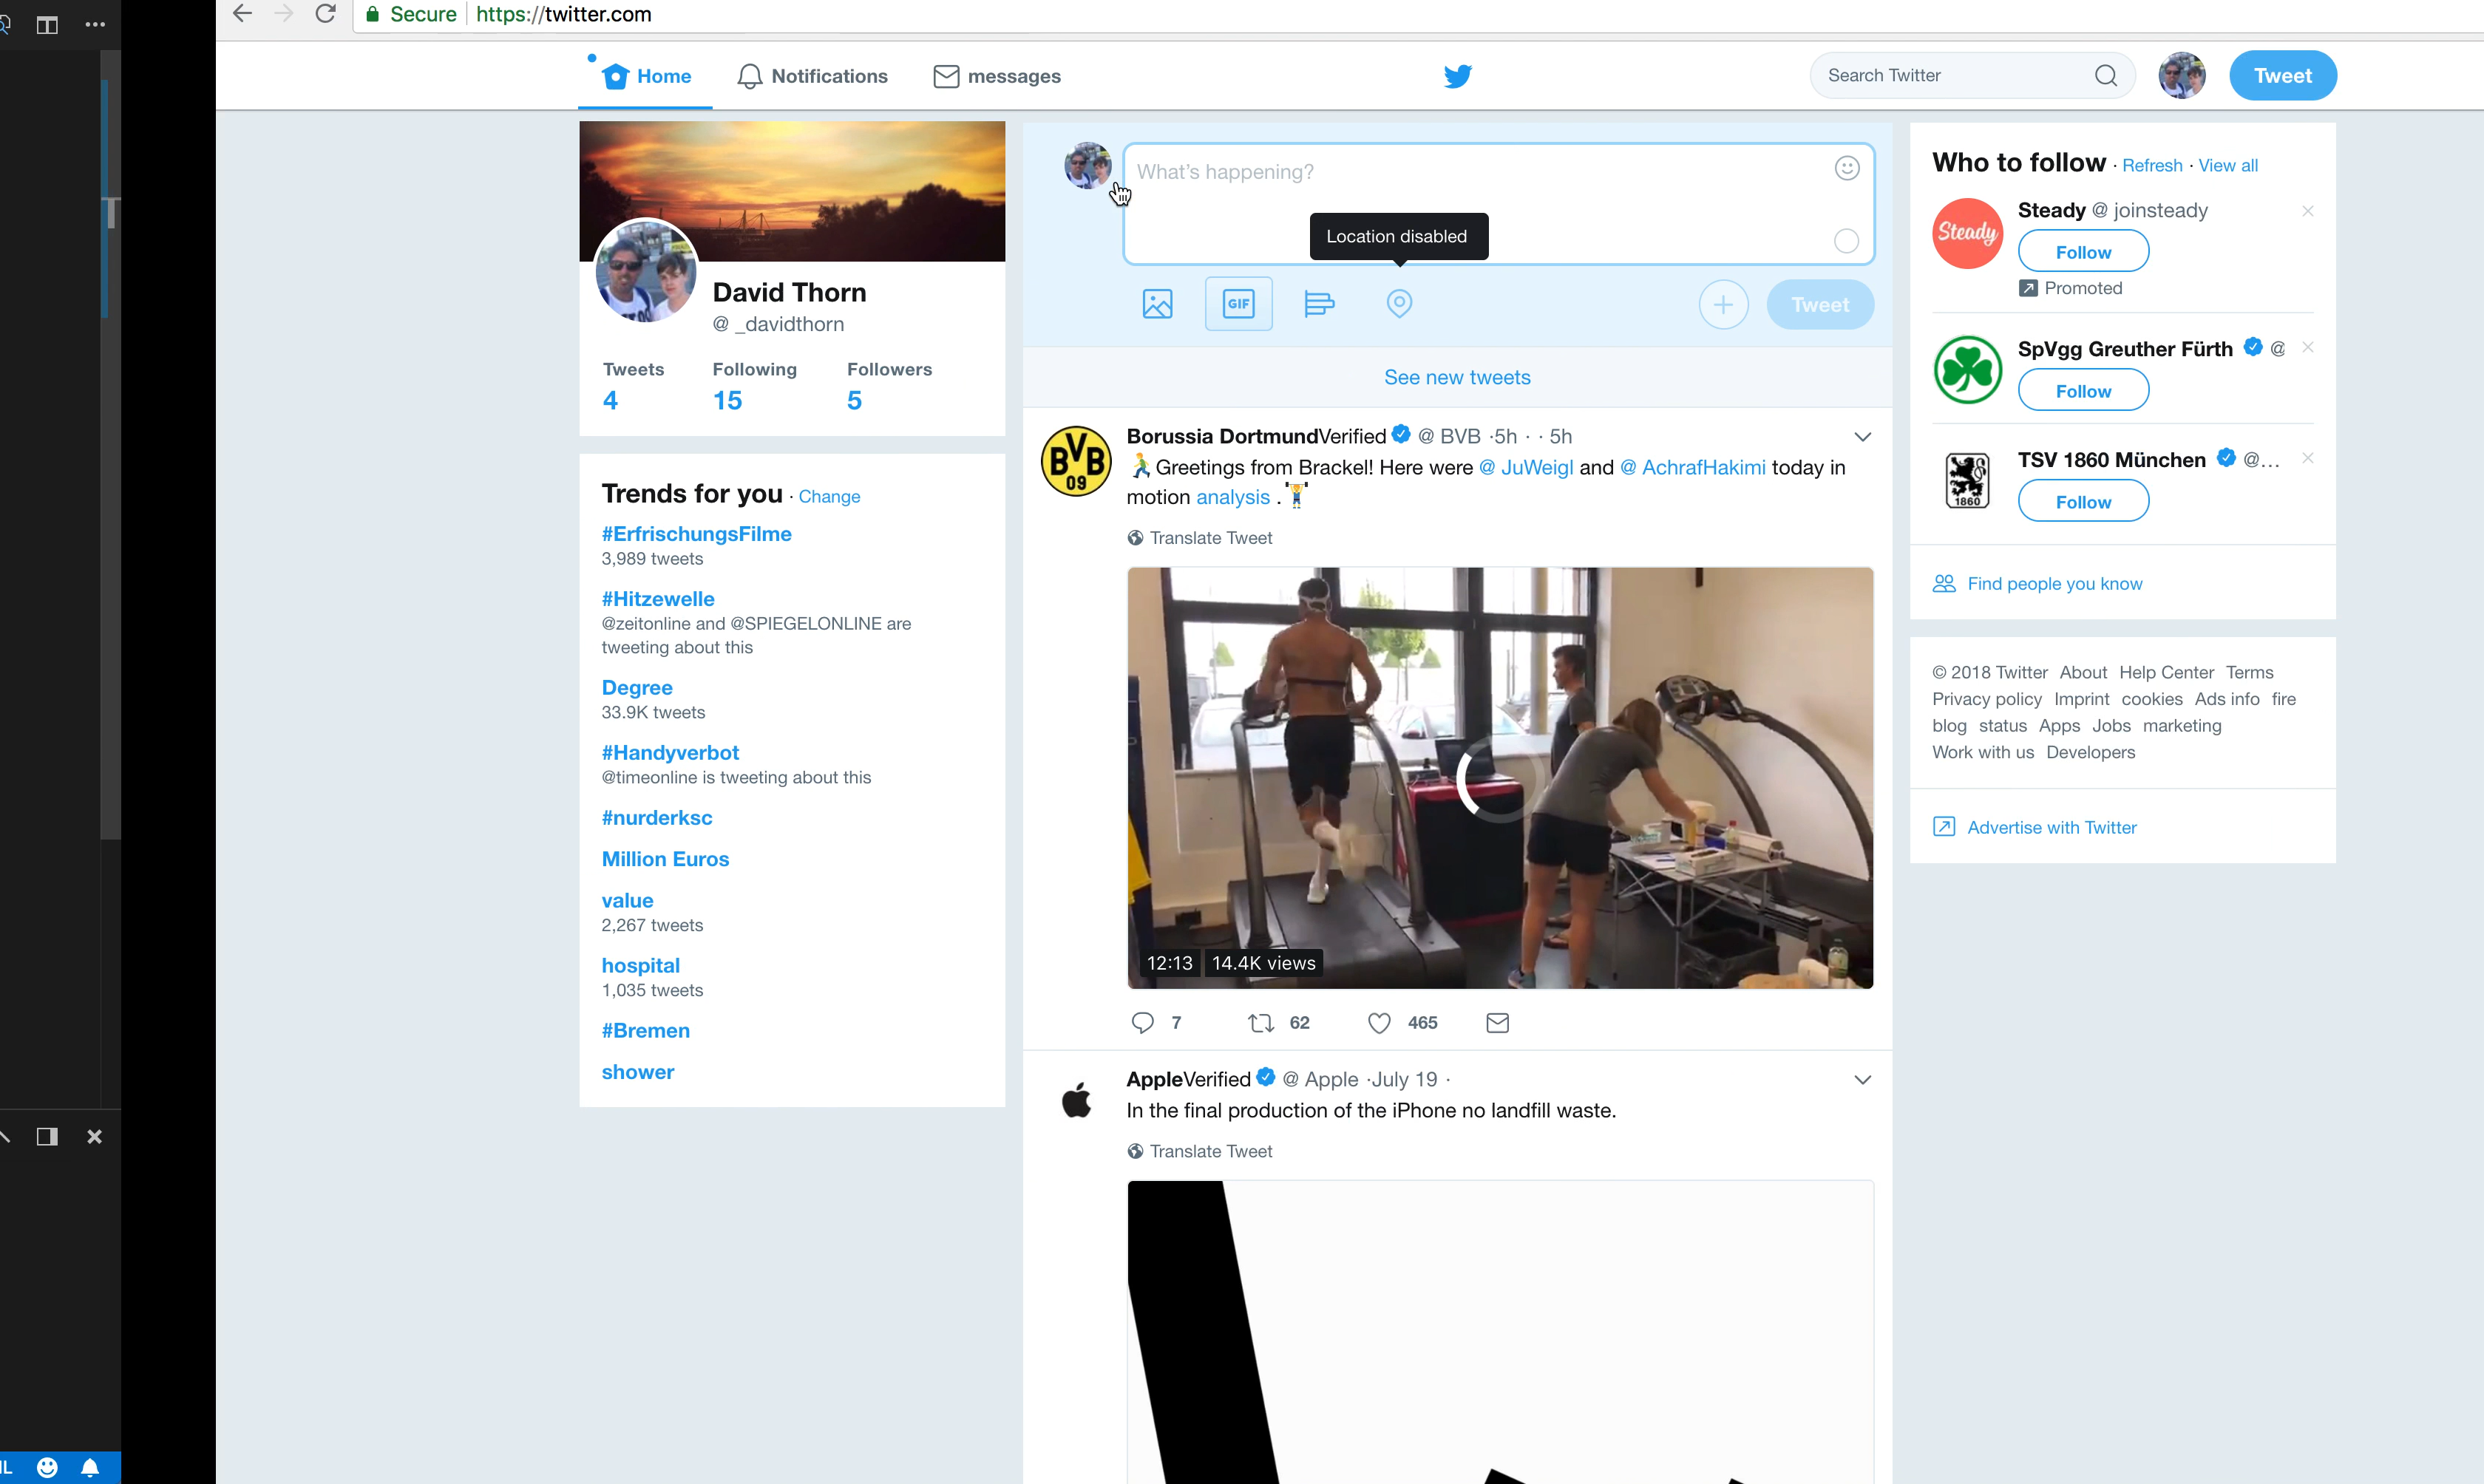 Secure https://twitter.com
Home Notifications messages Search Twitter Tweet
What's happening?
Location disabled
GIF Tweet
See new tweets
David Thorn
@ _davidthorn
Tweets Following Followers
4 15 5
Trends for you · Change
#ErfrischungsFilme
3,989 tweets
#Hitzewelle
@zeitonline and @SPIEGELONLINE are
tweeting about this
Degree
33.9K tweets
#Handyverbot
@timeonline is tweeting about this
#nurderksc
Million Euros
value
2,267 tweets
hospital
1,035 tweets
#Bremen
shower
BVB
09
Borussia DortmundVerified @ BVB ·5h · · 5h
Greetings from Brackel! Here were @ JuWeigl and @ AchrafHakimi today in
motion analysis .
Translate Tweet
12:13 14.4K views
7 62 465
AppleVerified @ Apple ·July 19 ·
In the final production of the iPhone no landfill waste.
Translate Tweet
Who to follow · Refresh · View all
Steady
Steady @ joinsteady
Follow
Promoted
SpVgg Greuther Fürth @
Follow
1860
TSV 1860 München @...
Follow
Find people you know
© 2018 Twitter About Help Center Terms
Privacy policy Imprint cookies Ads info fire
blog status Apps Jobs marketing
Work with us Developers
Advertise with Twitter